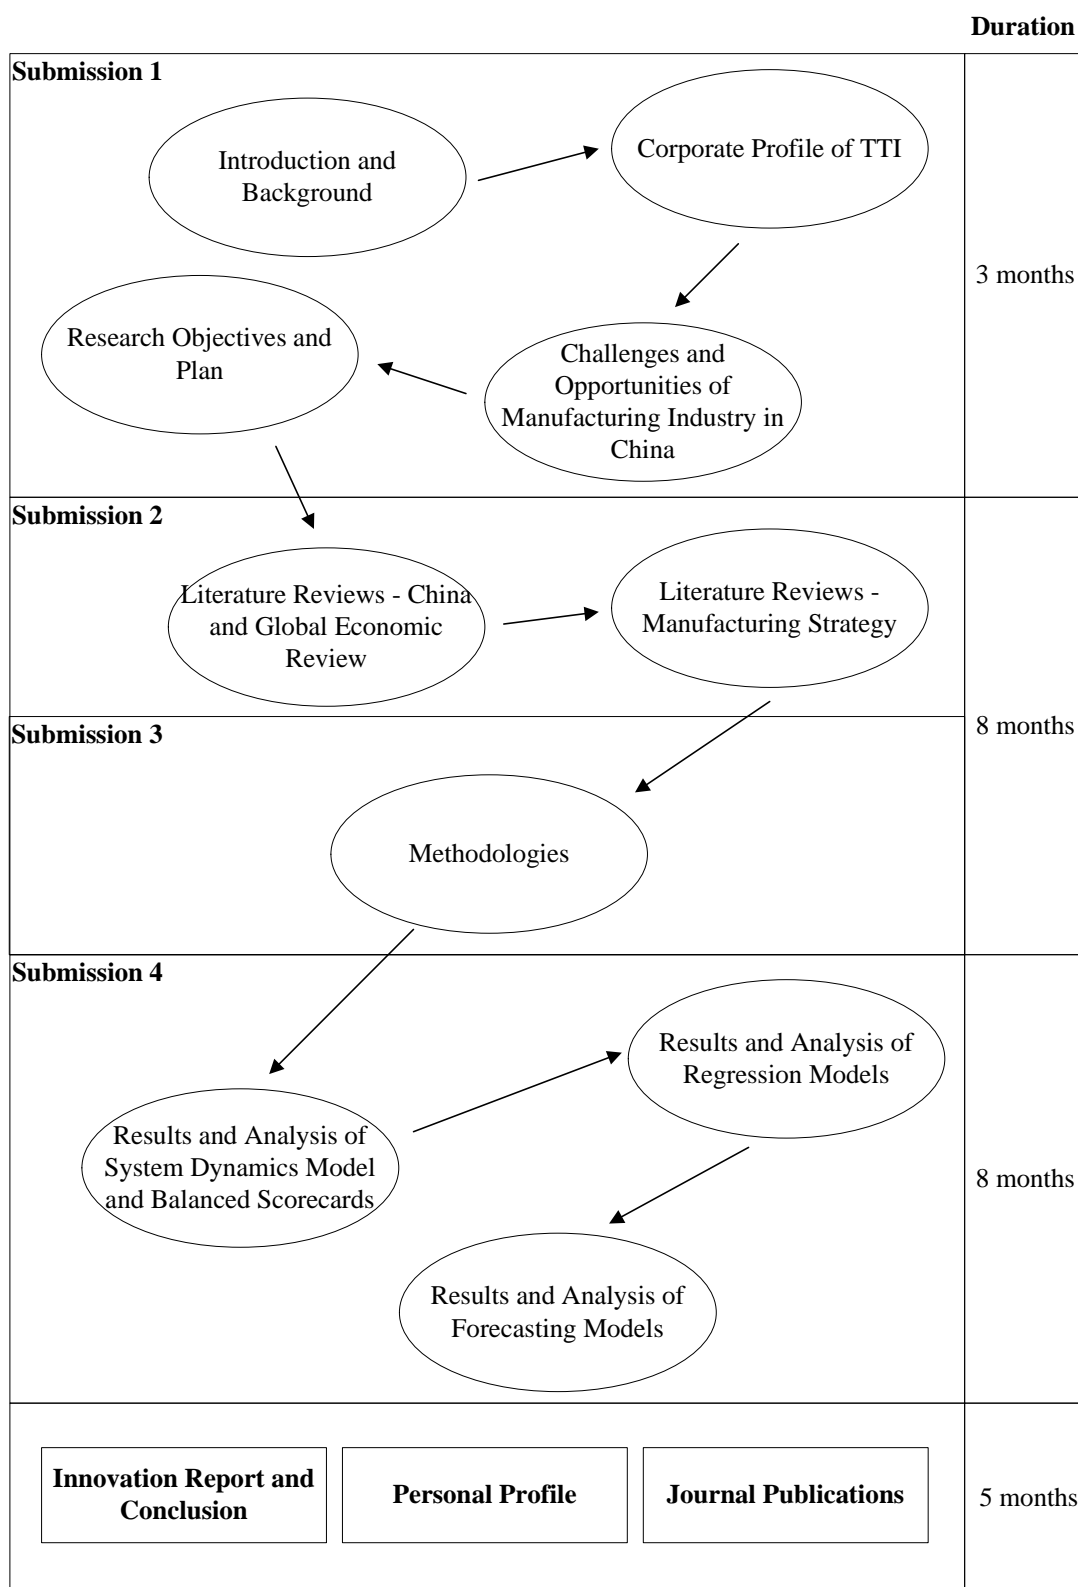 Duration
Submission 1
Introduction and
Background
Corporate Profile of TTI
3 months
Research Objectives and
Plan
Challenges and
Opportunities of
Manufacturing Industry in
China
Submission 2
Literature Reviews - China
and Global Economic
Review
Literature Reviews -
Manufacturing Strategy
8 months
Submission 3
Methodologies
Submission 4
Results and Analysis of
Regression Models
Results and Analysis of
System Dynamics Model
and Balanced Scorecards
8 months
Results and Analysis of
Forecasting Models
Innovation Report and
Conclusion
Personal Profile
Journal Publications
5 months